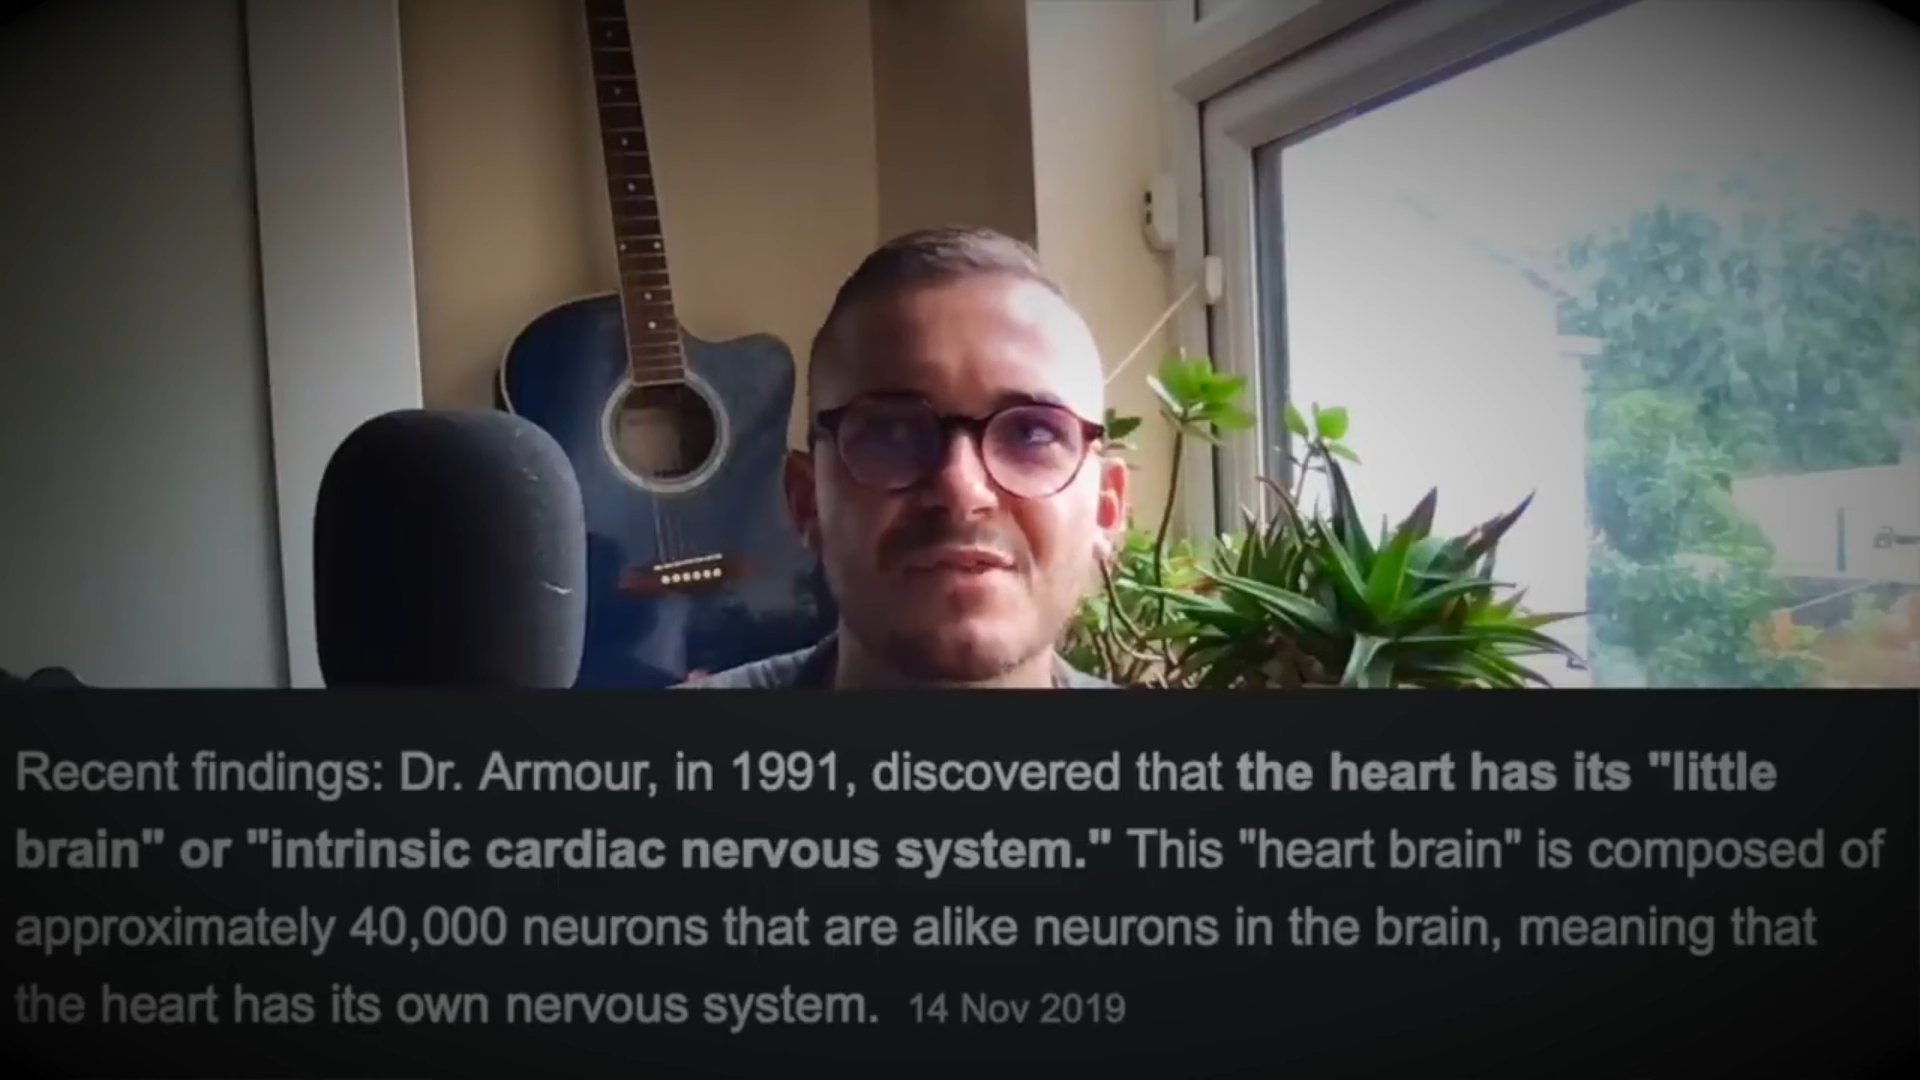 Recent findings: Dr. Armour, in 1991, discovered that the heart has its "little
brain" or "intrinsic cardiac nervous system." This "heart brain" is composed of
approximately 40,000 neurons that are alike neurons in the brain, meaning that
the heart has its own nervous system. 14 Nov 2019